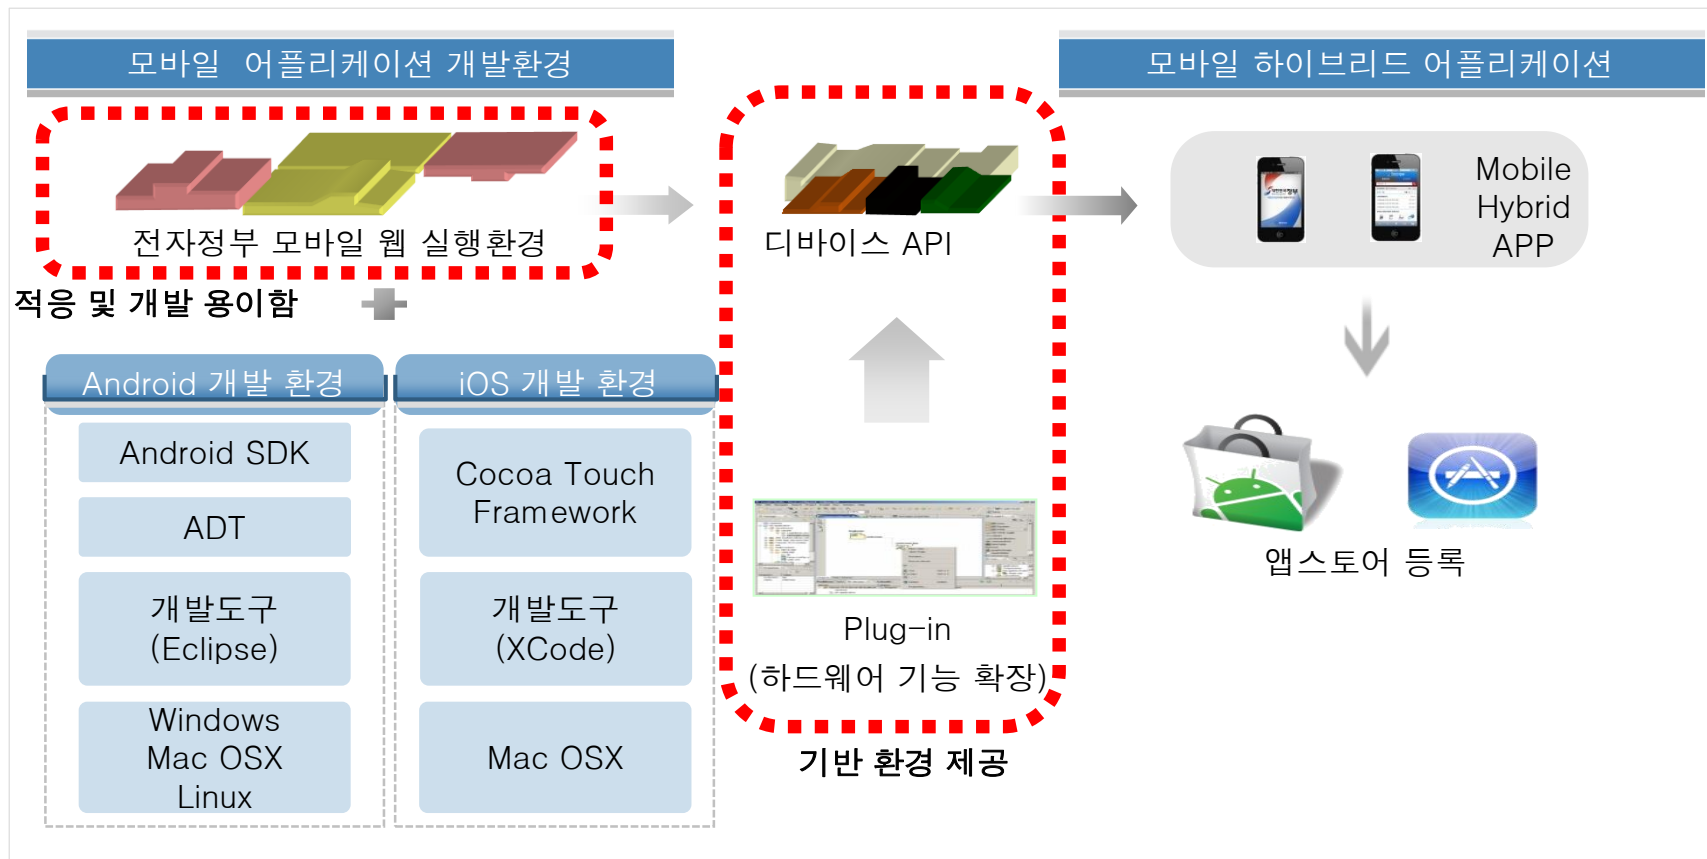 모바일 어플리케이션 개발환경
모바일 하이브리드 어플리케이션
전자정부 모바일 웹 실행환경
적응 및 개발 용이함
디바이스 API
Mobile
Hybrid
APP
Android 개발 환경
Android SDK
ADT
개발도구
(Eclipse)
Windows
Mac OSX
Linux
iOS 개발 환경
Cocoa Touch
Framework
개발도구
(XCode)
Mac OSX
Plug-in
(하드웨어 기능 확장)
기반 환경 제공
앱스토어 등록